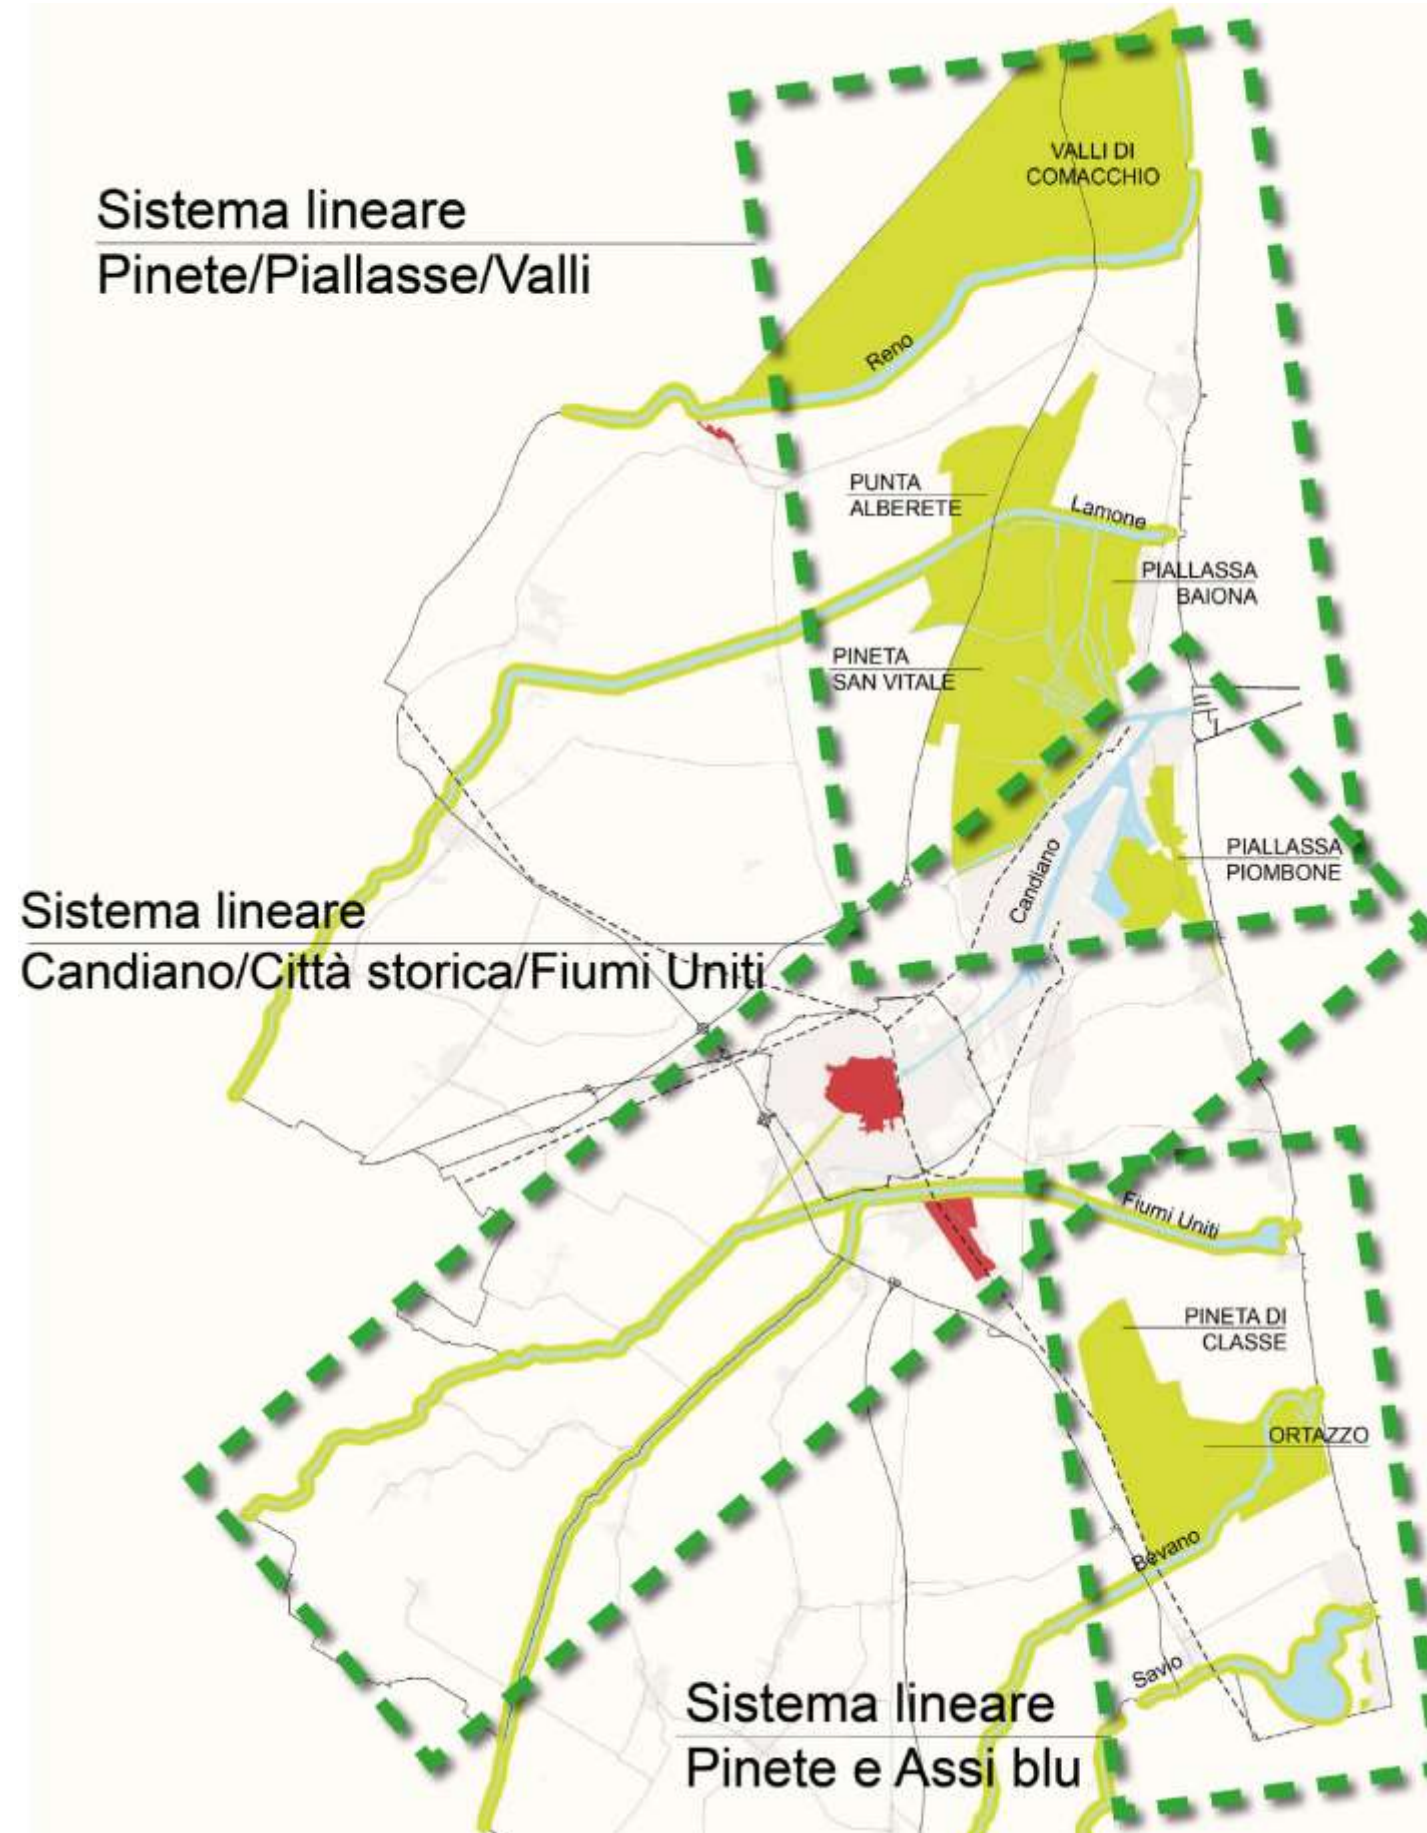 VALLI DI
COMACCHIO
Sistema lineare
Pinete/Piallasse/Valli
Reno
PUNTA
ALBERETE
Lamone
PIALLASSA
BAIONA
PINETA
SAN VITALE
PIALLASSA
PIOMBONE
Candiano
Sistema lineare
Candiano/Città storica/Fiumi Uniti
Fiumi Uniti
PINETA DI
CLASSE
ORTAZZO
Bevano
Savio
Sistema lineare
Pinete e Assi blu